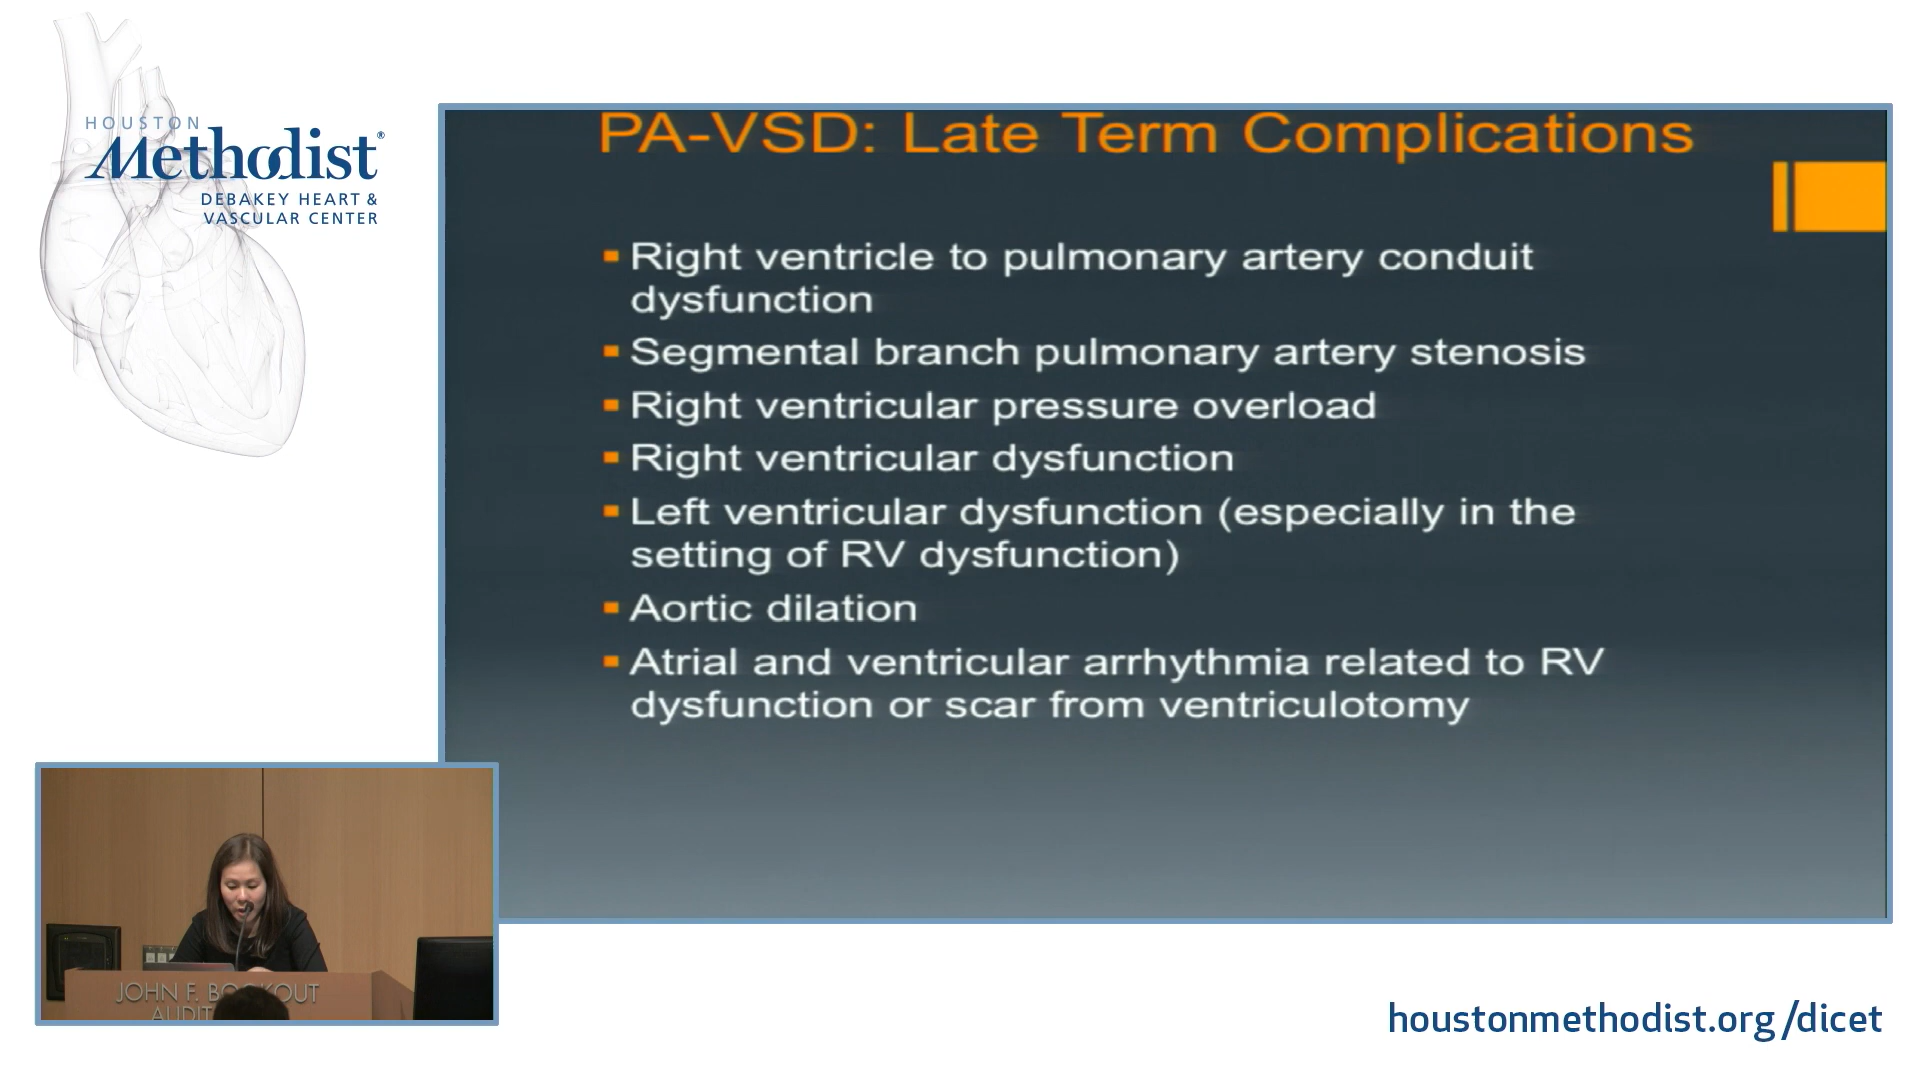 HOUSTON
Methodist®
DEBAKEY HEART &
VASCULAR CENTER
PA-VSD: Late Term Complications
Right ventricle to pulmonary artery conduit
dysfunction
Segmental branch pulmonary artery stenosis
Right ventricular pressure overload
Right ventricular dysfunction
Left ventricular dysfunction (especially in the
setting of RV dysfunction)
Aortic dilation
Atrial and ventricular arrhythmia related to RV
dysfunction or scar from ventriculotomy
JOHN F.
houstonmethodist.org/dicet